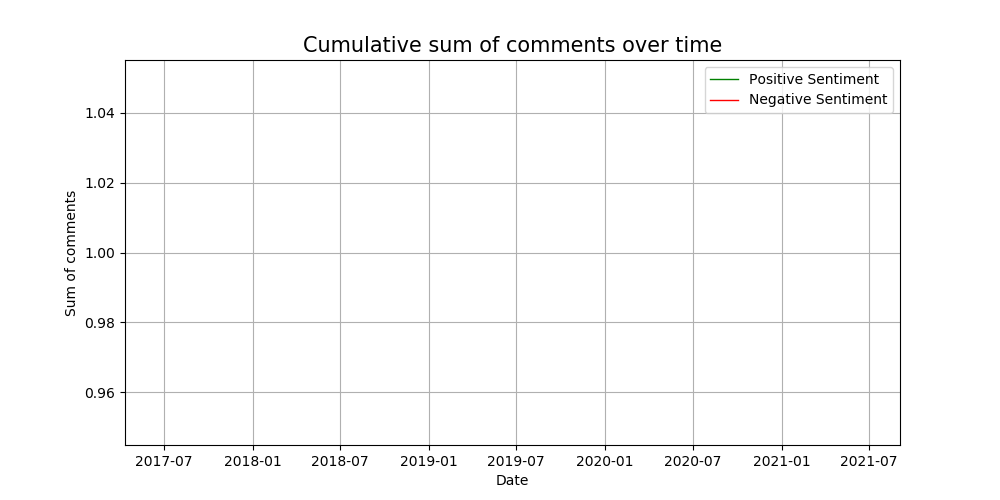 Cumulative sum of comments over time
Positive Sentiment
Negative Sentiment
1.04
1.02
1.00
0.98
0.96
Sum of comments
2017-07 2018-01 2018-07 2019-01 2019-07 2020-01 2020-07 2021-01 2021-07
Date